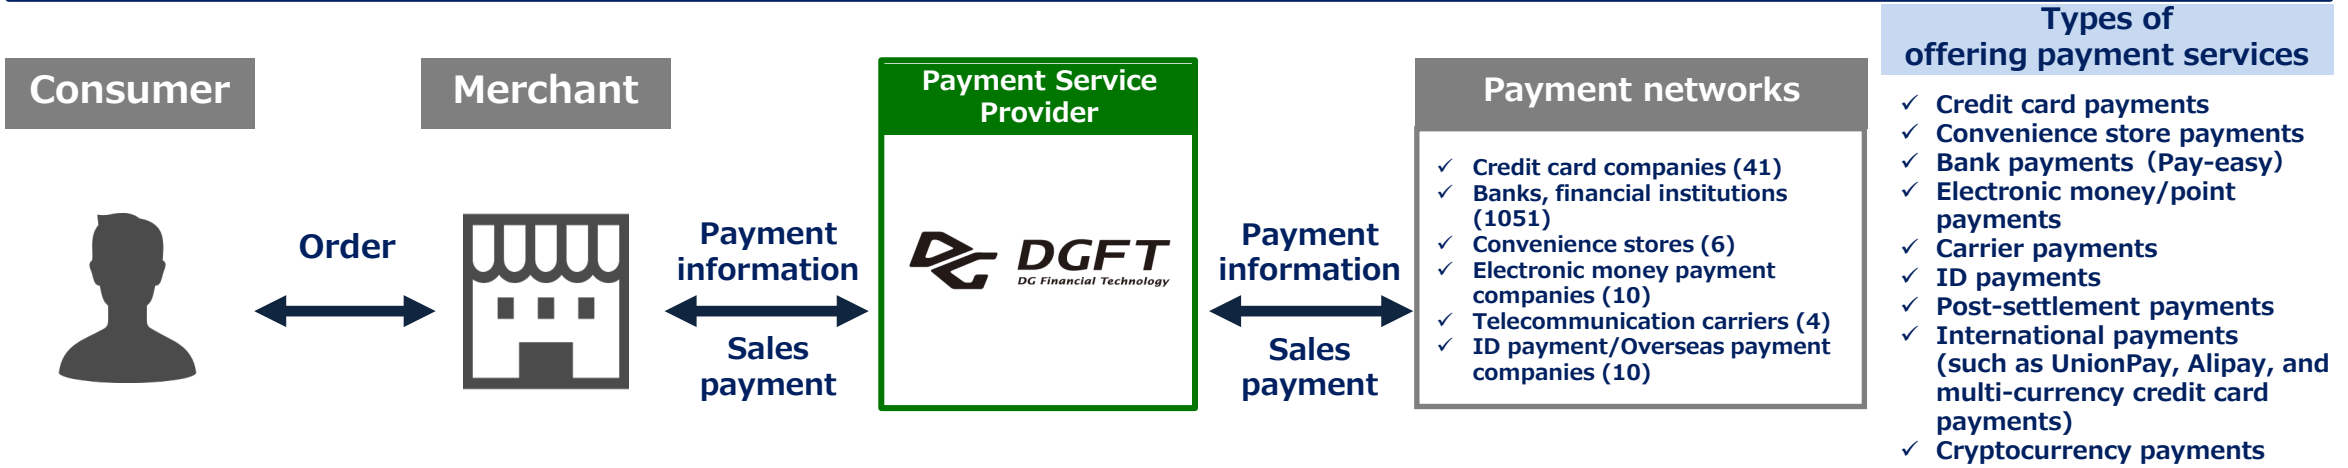 Consumer
Order
Merchant
Payment
information
Sales
payment
Payment Service
Provider
DG DGFT
DG Financial Technology
Payment
information
Sales
payment
Payment networks
✓ Credit card companies (41)
✓ Banks, financial institutions
(1051)
✓ Convenience stores (6)
✓ Electronic money payment
companies (10)
✓ Telecommunication carriers (4)
✓ ID payment/Overseas payment
companies (10)
Types of
offering payment services
✓ Credit card payments
✓ Convenience store payments
✓ Bank payments（Pay-easy）
✓ Electronic money/point
payments
✓ Carrier payments
✓ ID payments
✓ Post-settlement payments
✓ International payments
(such as UnionPay, Alipay, and
multi-currency credit card
payments)
✓ Cryptocurrency payments